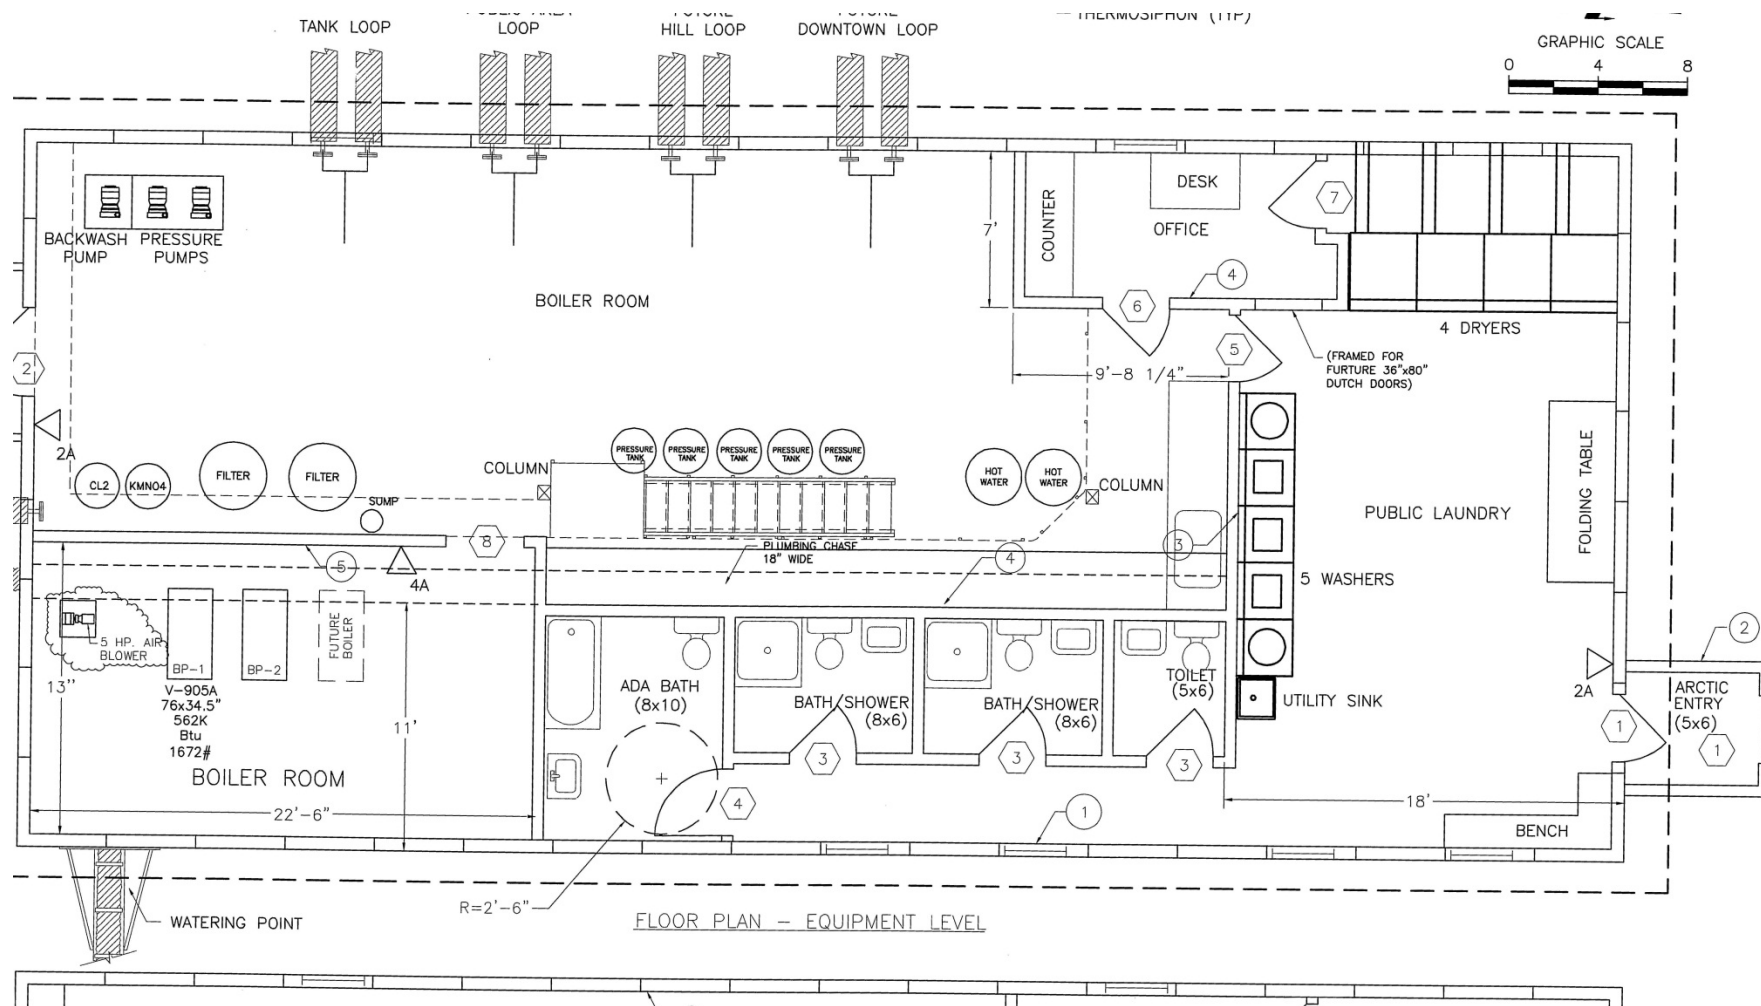 TANK LOOP
PUBLIC AREA
LOOP
FUTURE
HILL LOOP
FUTURE
DOWNTOWN LOOP
THERMOSIPHON (TYP)
GRAPHIC SCALE
0 4 8
BACKWASH
PUMP
PRESSURE
PUMPS
BOILER ROOM
7'
COUNTER
DESK
OFFICE
7
4
6
5
9'-8 1/4"
4 DRYERS
(FRAMED FOR
FURTURE 36"x80"
DUTCH DOORS)
2
2A
CL2
KMNO4
FILTER
FILTER
SUMP
COLUMN
PRESSURE
TANK
PRESSURE
TANK
PRESSURE
TANK
PRESSURE
TANK
PRESSURE
TANK
HOT
WATER
HOT
WATER
COLUMN
PUBLIC LAUNDRY
FOLDING TABLE
3
5 WASHERS
8
PLUMBING CHASE
18" WIDE
4
5
4A
5 HP. AIR
BLOWER
BP-1
BP-2
FUTURE
BOILER
V-905A
76x34.5"
562K
Btu
1672#
13"
11'
BOILER ROOM
22'-6"
ADA BATH
(8x10)
BATH/SHOWER
(8x6)
BATH/SHOWER
(8x6)
TOILET
(5x6)
UTILITY SINK
2A
2
ARCTIC
ENTRY
(5x6)
1
1
3
3
3
4
1
18'
BENCH
R=2'-6"
WATERING POINT
FLOOR PLAN - EQUIPMENT LEVEL